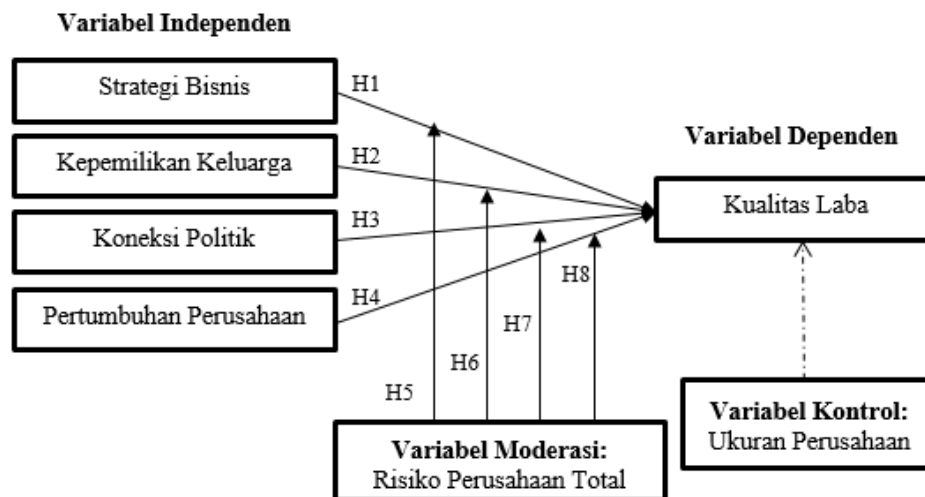 Variabel Independen
Strategi Bisnis
H1
Kepemilikan Keluarga
H2
Koneksi Politik
H3
Pertumbuhan Perusahaan
H4
Variabel Dependen
Kualitas Laba
H5
H6
H7
H8
Variabel Moderasi:
Risiko Perusahaan Total
Variabel Kontrol:
Ukuran Perusahaan